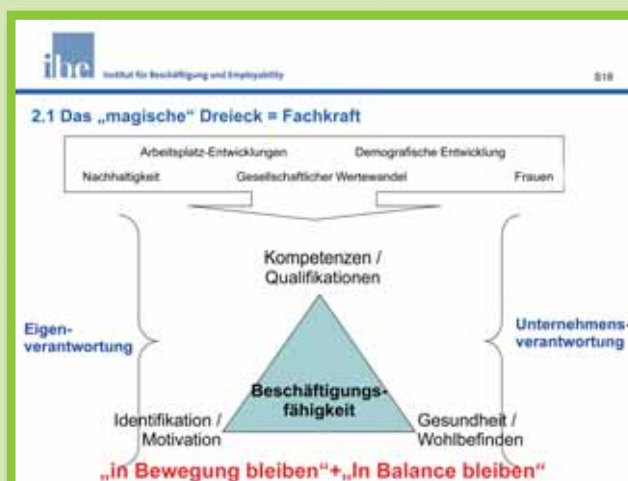 ibe Institut für Beschäftigung und Employability
S18
2.1 Das „magische“ Dreieck = Fachkraft
Arbeitsplatz-Entwicklungen Demografische Entwicklung
Nachhaltigkeit Gesellschaftlicher Wertewandel Frauen
Kompetenzen /
Qualifikationen
Eigen-
verantwortung
Unternehmens-
verantwortung
Beschäftigungs-
fähigkeit
Identifikation /
Motivation
Gesundheit /
Wohlbefinden
„in Bewegung bleiben“+„In Balance bleiben“